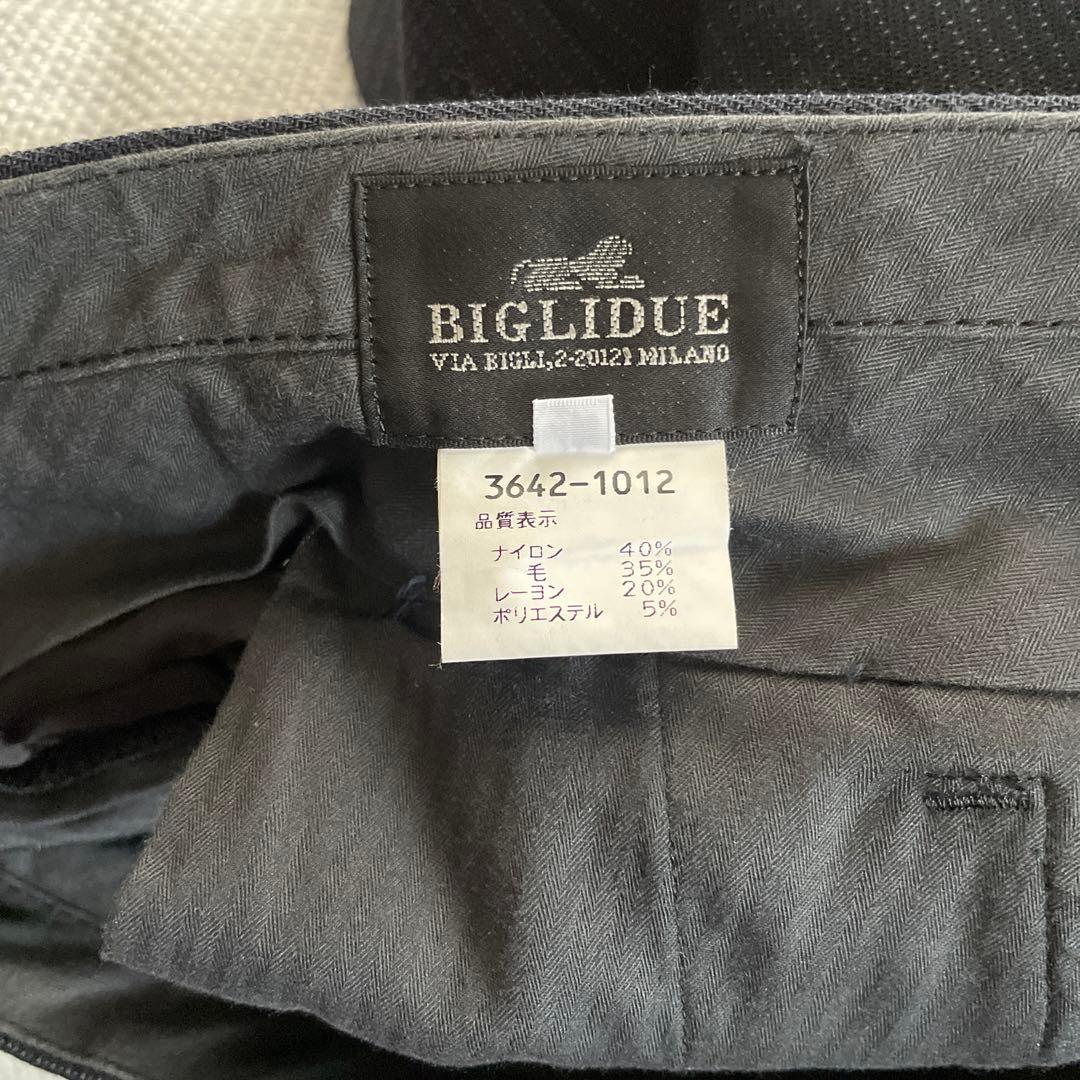 BIGLIDUE
VIA BIGLI,2-20121 MILANO
3642-1012
品質表示
ナイロン 40%
毛 35%
レーヨン 20%
ポリエステル 5%